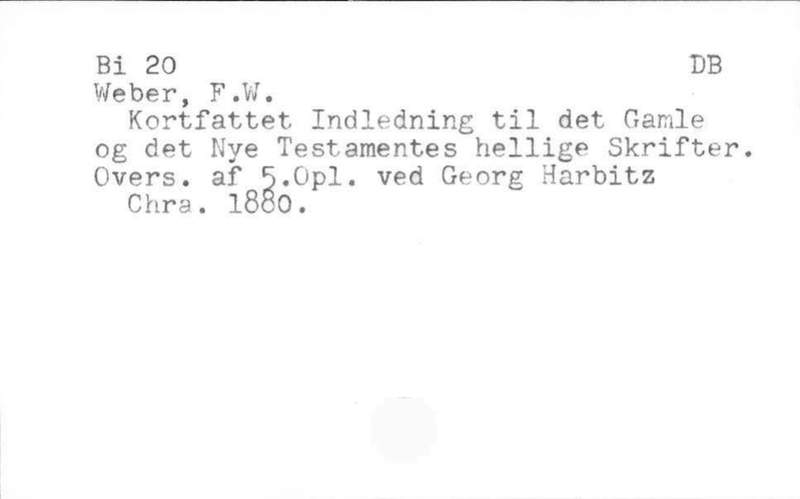 Bi 20 DB
Weber, F.W.
Kortfattet Indledning til det Gamle
og det Nye Testamentes hellige Skrifter.
Overs. af 5.Opl. ved Georg Harbitz
Chra. 1880.